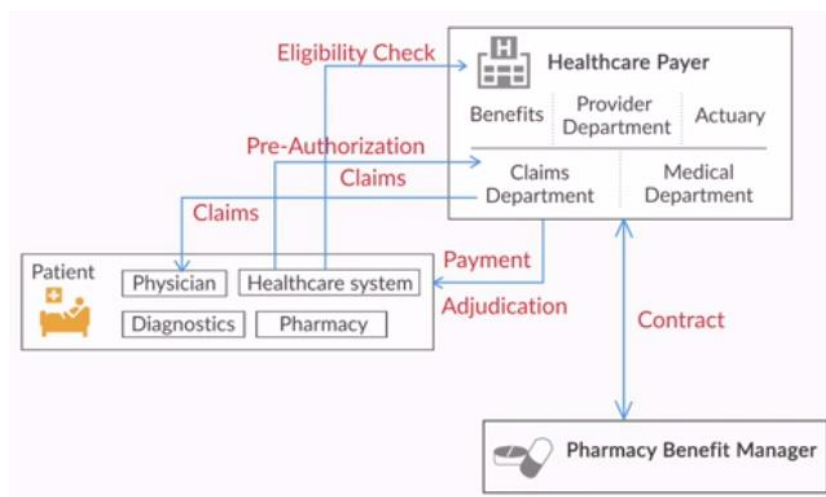 Eligibility Check
H
Healthcare Payer
Benefits
Provider
Department
Actuary
Pre-Authorization
Claims
Claims
Department
Medical
Department
Claims
Patient
Physician
Healthcare system
Diagnostics
Pharmacy
Payment
Adjudication
Contract
Pharmacy Benefit Manager